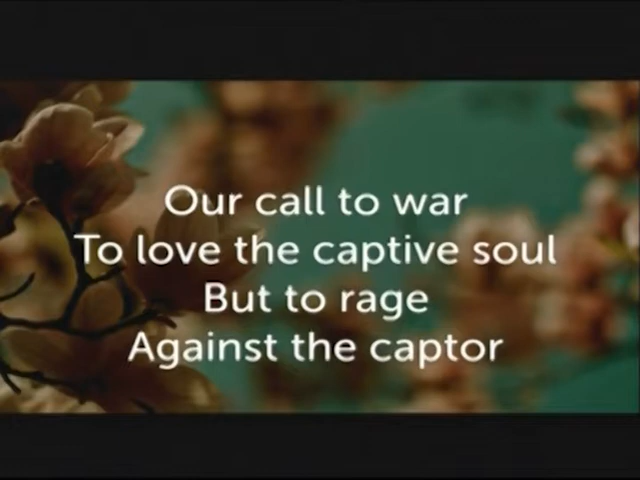 Our call to war
To love the captive soul
But to rage
Against the captor